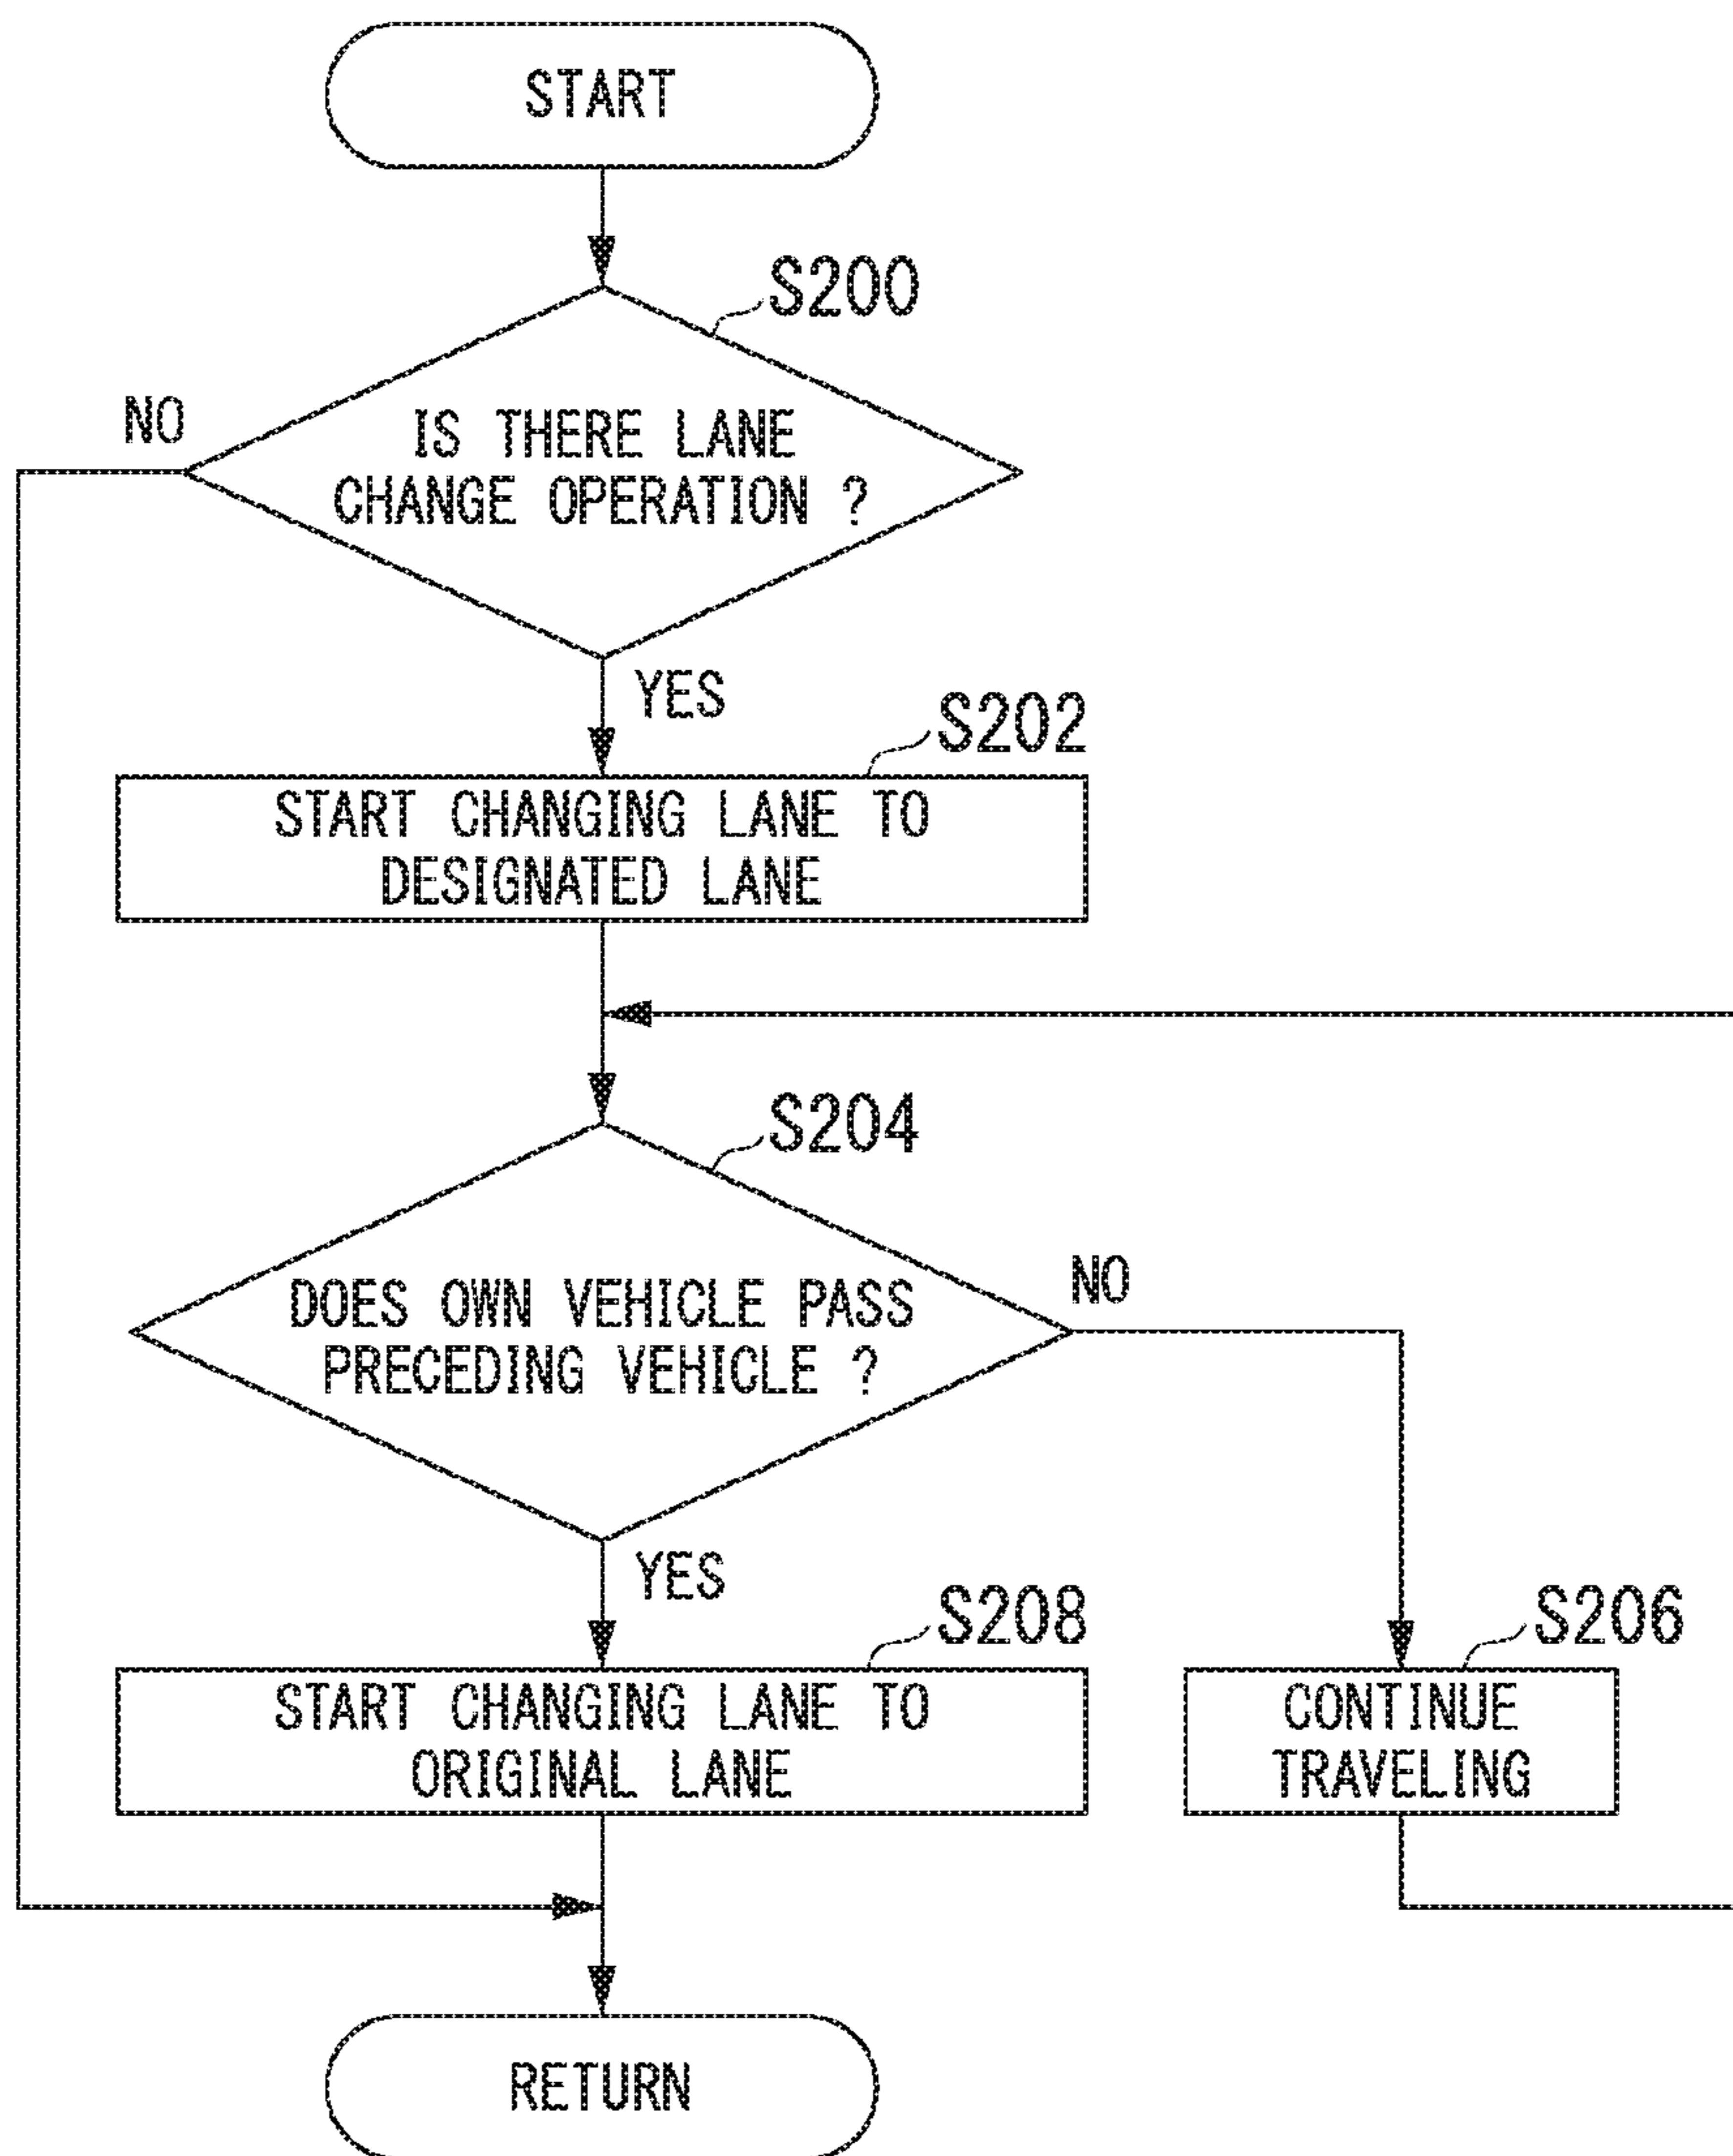 START
S200
NO
IS THERE LANE
CHANGE OPERATION ?
YES
S202
START CHANGING LANE TO
DESIGNATED LANE
S204
DOES OWN VEHICLE PASS
PRECEDING VEHICLE ?
NO
YES
S208
START CHANGING LANE TO
ORIGINAL LANE
S206
CONTINUE
TRAVELING
RETURN